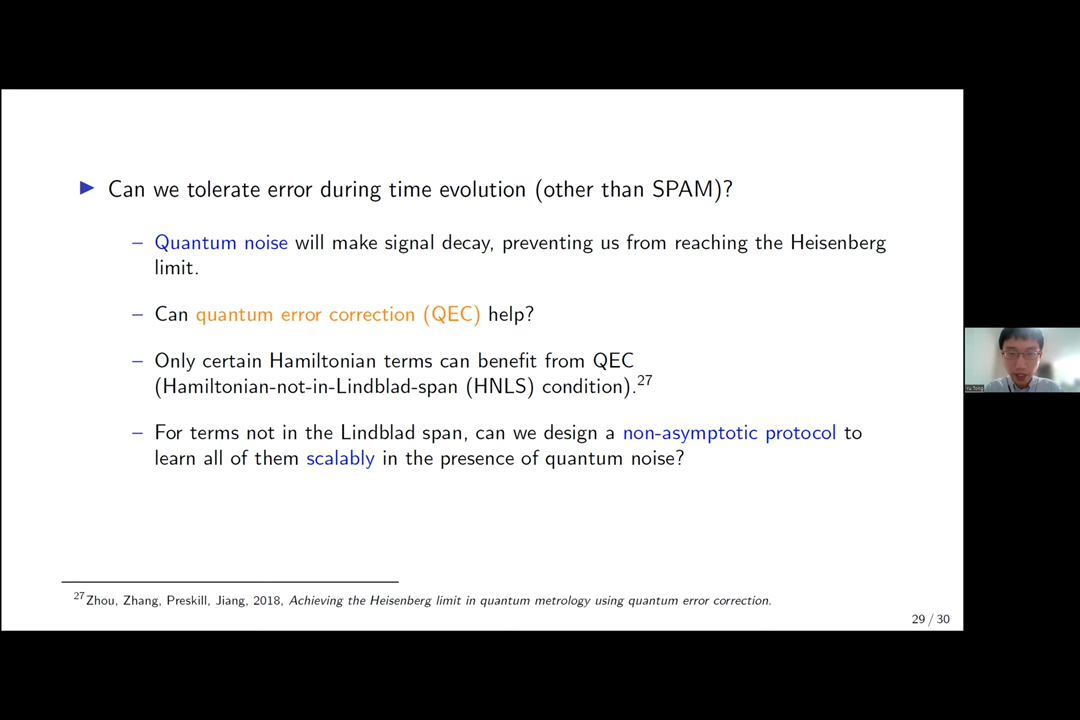 ▶ Can we tolerate error during time evolution (other than SPAM)?
– Quantum noise will make signal decay, preventing us from reaching the Heisenberg
limit.
– Can quantum error correction (QEC) help?
– Only certain Hamiltonian terms can benefit from QEC
(Hamiltonian-not-in-Lindblad-span (HNLS) condition).27
– For terms not in the Lindblad span, can we design a non-asymptotic protocol to
learn all of them scalably in the presence of quantum noise?
27Zhou, Zhang, Preskill, Jiang, 2018, Achieving the Heisenberg limit in quantum metrology using quantum error correction.
29 / 30
Yu Tong